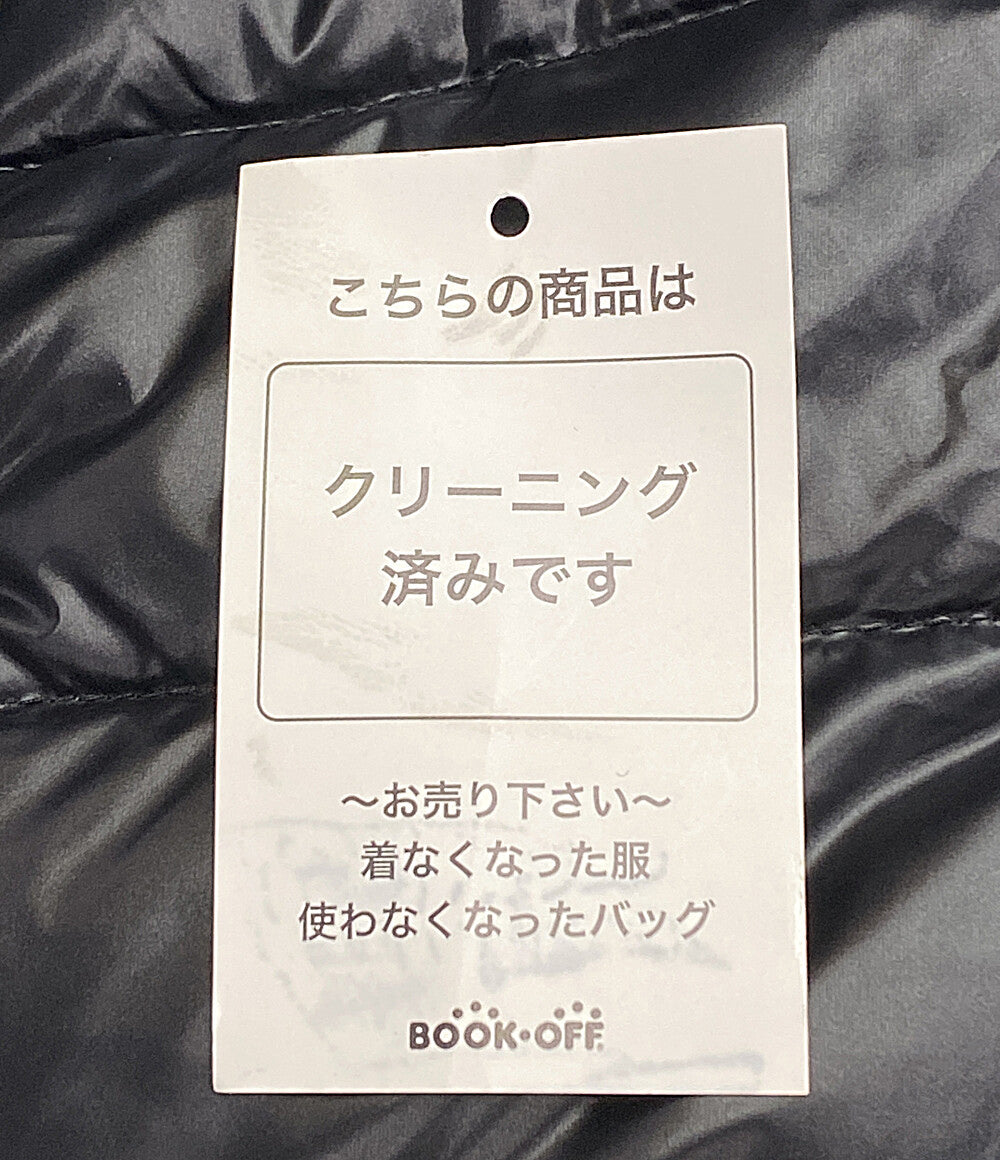 こちらの商品は
クリーニング
済みです
〜お売り下さい〜
着なくなった服
使わなくなったバッグ
BOOK・OFF